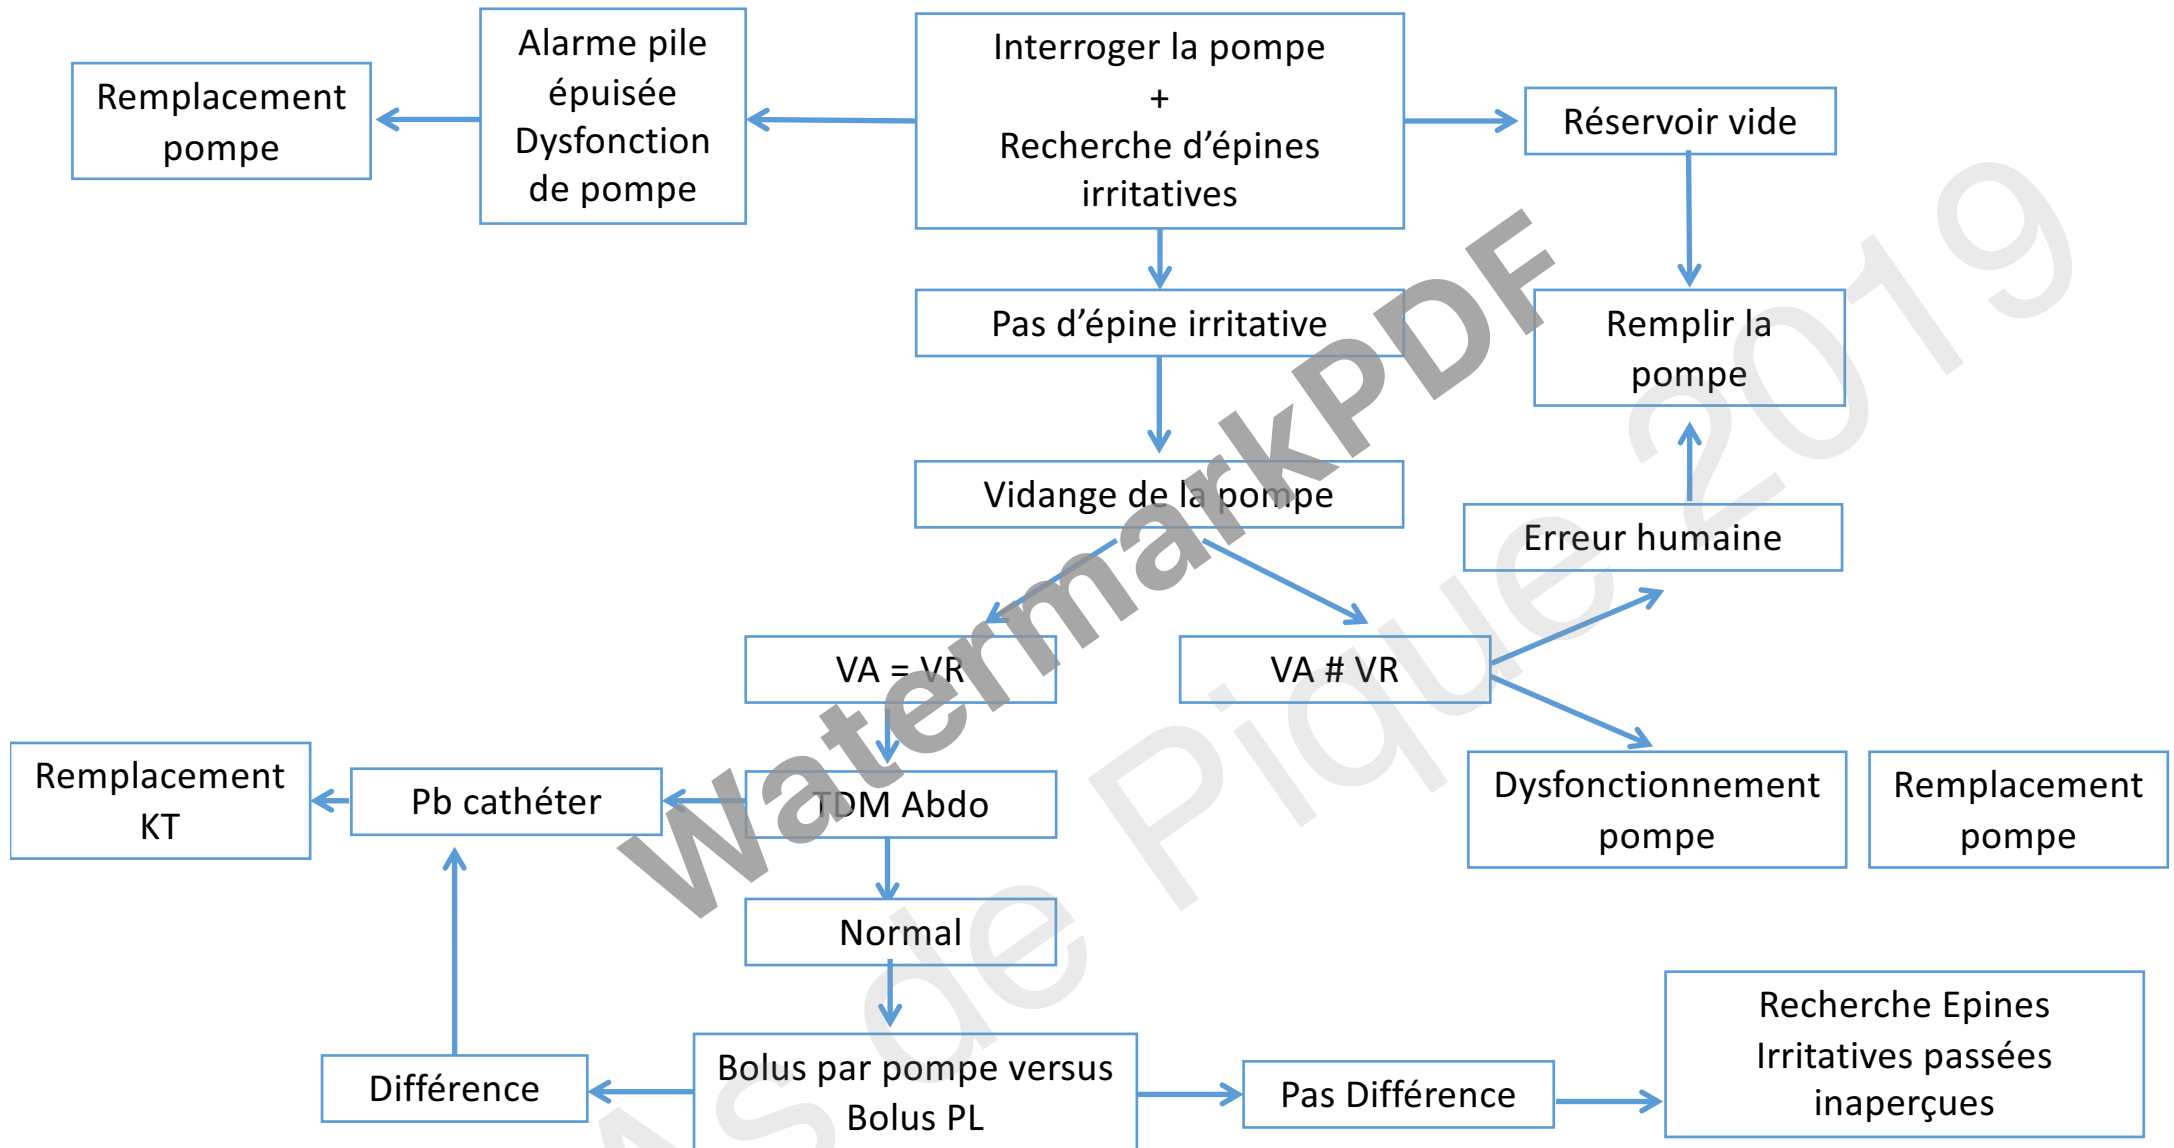 Alarme pile
épuisée
Dysfonction
de pompe
Interroger la pompe
+
Recherche d'épines
irritatives
Remplacement
pompe
Réservoir vide
Pas d'épine irritative
Remplir la
pompe
Vidange de la pompe
Erreur humaine
VA = VR
VA # VR
Remplacement
KT
Pb cathéter
TDM Abdo
Dysfonctionnement
pompe
Remplacement
pompe
Normal
Différence
Bolus par pompe versus
Bolus PL
Pas Différence
Recherche Epines
Irritatives passées
inaperçues
WatermarkPDF
As de Pique 2019